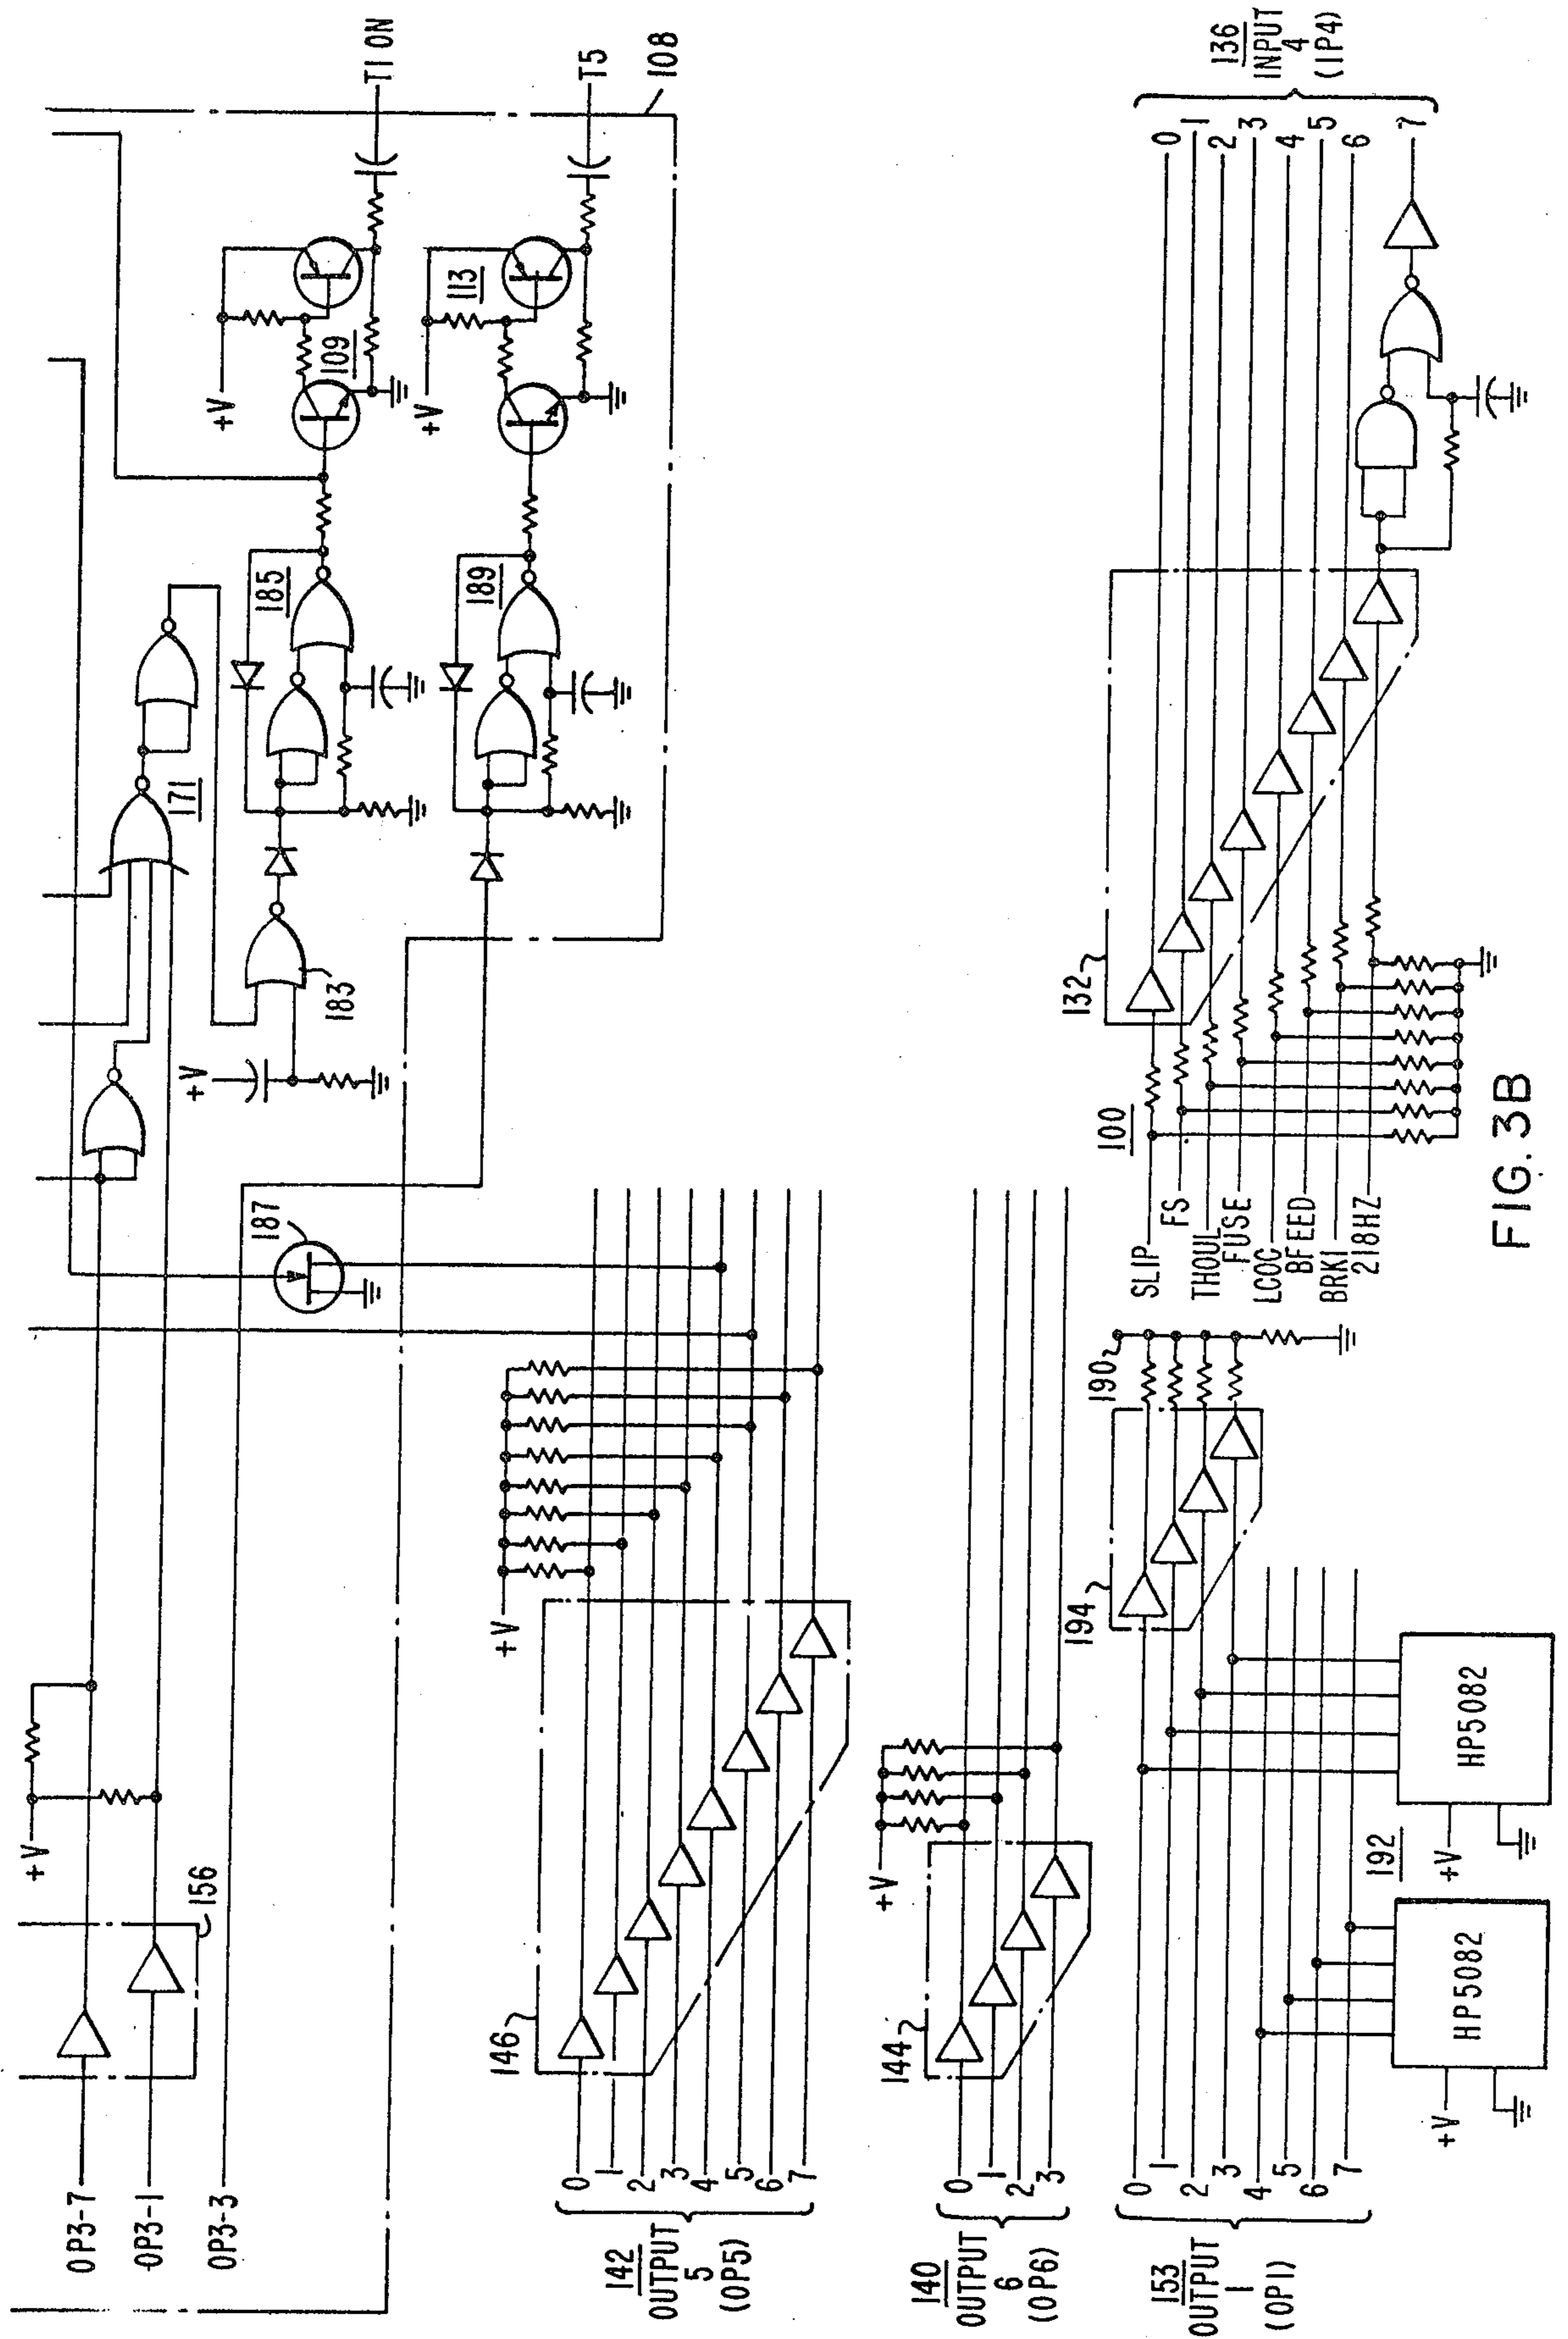 OP3-7
OP3-1
OP3-3
+V
156
187
+V
183
171
185
189
+V
109
+V
113
T1 ON
T5
108
142
OUTPUT
5
(OP5)
0
1
2
3
4
5
6
7
146
+V
140
OUTPUT
6
(OP6)
0
1
2
3
144
+V
153
OUTPUT
1
(OP1)
0
1
2
3
4
5
6
7
194
190
192
+V
HP5082
+V
HP5082
SLIP
FS
THOUL
FUSE
LCOC
BFEED
BRK1
218HZ
100
132
0
1
2
3
4
5
6
7
136
INPUT
4
(IP4)
FIG. 3B